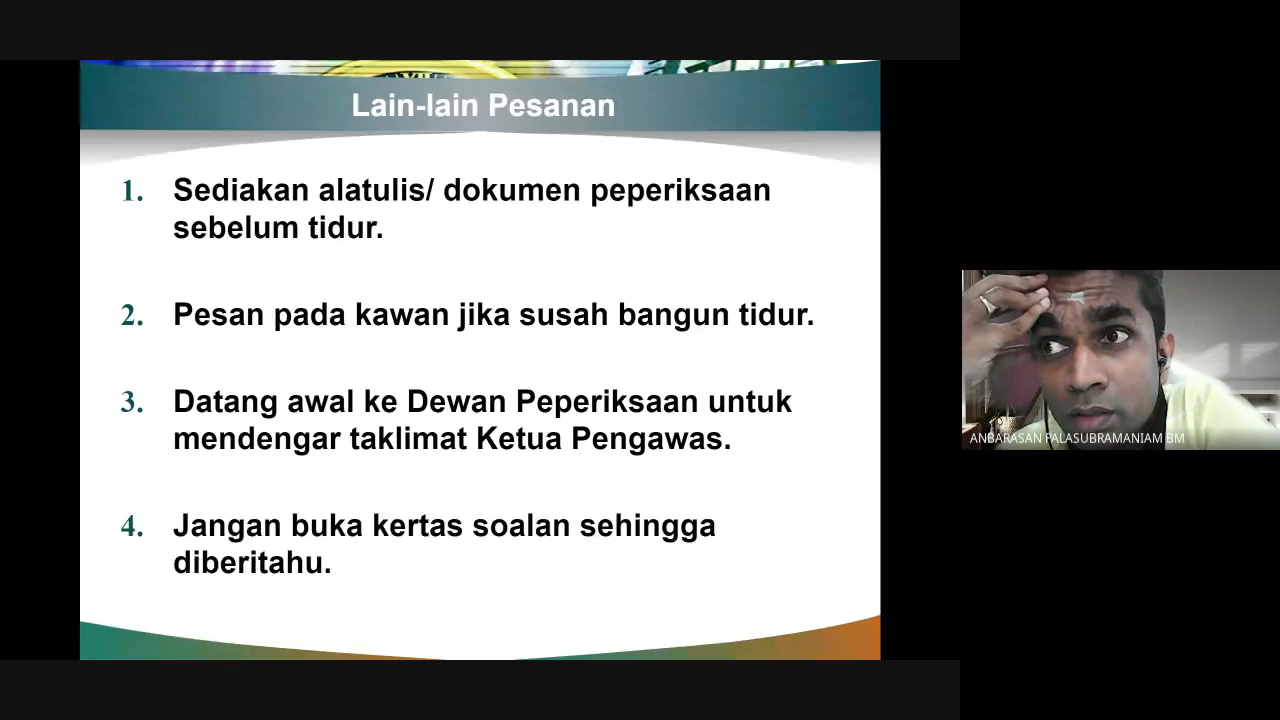 Lain-lain Pesanan
1. Sediakan alatulis/ dokumen peperiksaan
sebelum tidur.
2. Pesan pada kawan jika susah bangun tidur.
3. Datang awal ke Dewan Peperiksaan untuk
mendengar taklimat Ketua Pengawas.
4. Jangan buka kertas soalan sehingga
diberitahu.
ANBARASAN PALASUBRAMANIAM BM